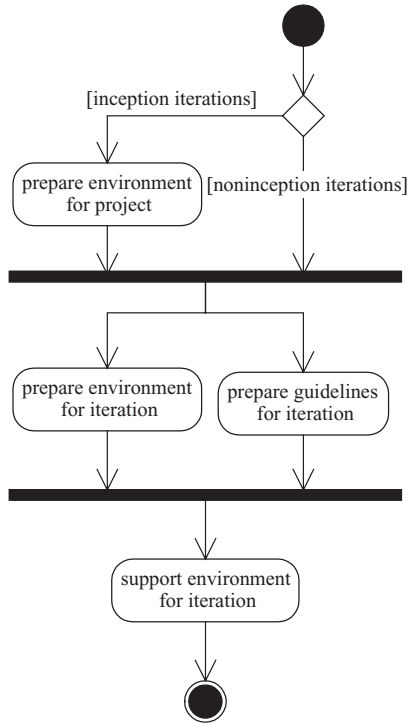 [inception iterations]
prepare environment
for project
[noninception iterations]
prepare environment
for iteration
prepare guidelines
for iteration
support environment
for iteration